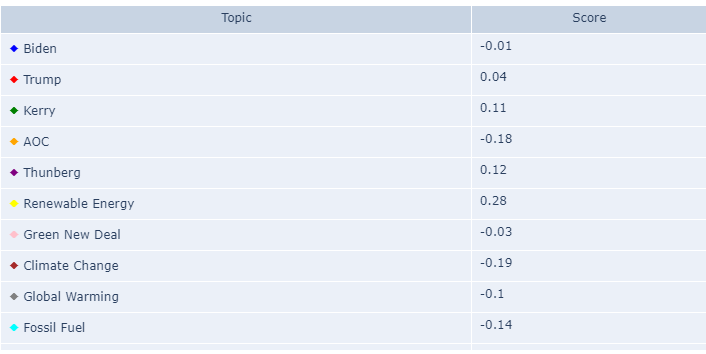 Topic Score
Biden -0.01
Trump 0.04
Kerry 0.11
AOC -0.18
Thunberg 0.12
Renewable Energy 0.28
Green New Deal -0.03
Climate Change -0.19
Global Warming -0.1
Fossil Fuel -0.14